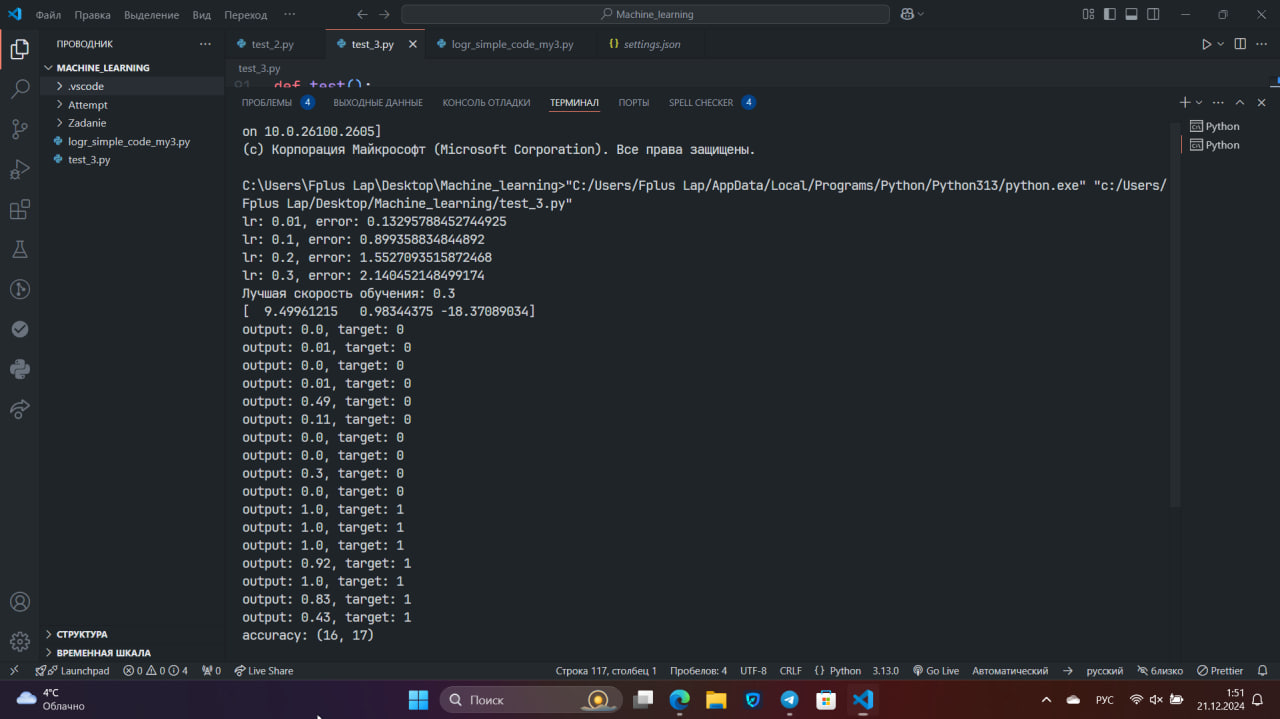 Файл Правка Выделение Вид Переход ··· Machine_learning
ПРОВОДНИК ···
test_2.py test_3.py logr_simple_code_my3.py settings.json
MACHINE_LEARNING
.vscode
Attempt
Zadanie
logr_simple_code_my3.py
test_3.py
test_3.py
91 def test():
ПРОБЛЕМЫ 4 ВЫХОДНЫЕ ДАННЫЕ КОНСОЛЬ ОТЛАДКИ ТЕРМИНАЛ ПОРТЫ SPELL CHECKER 4
Python
Python
on 10.0.26100.2605]
(c) Корпорация Майкрософт (Microsoft Corporation). Все права защищены.
C:\Users\Fplus Lap\Desktop\Machine_learning>"C:/Users/Fplus Lap/AppData/Local/Programs/Python/Python313/python.exe" "c:/Users/
Fplus Lap/Desktop/Machine_learning/test_3.py"
lr: 0.01, error: 0.13295788452744925
lr: 0.1, error: 0.899358834844892
lr: 0.2, error: 1.5527093515872468
lr: 0.3, error: 2.140452148499174
Лучшая скорость обучения: 0.3
[  9.49961215   0.98344375 -18.37089034]
output: 0.0, target: 0
output: 0.01, target: 0
output: 0.0, target: 0
output: 0.01, target: 0
output: 0.49, target: 0
output: 0.11, target: 0
output: 0.0, target: 0
output: 0.0, target: 0
output: 0.3, target: 0
output: 0.0, target: 0
output: 1.0, target: 1
output: 1.0, target: 1
output: 1.0, target: 1
output: 0.92, target: 1
output: 1.0, target: 1
output: 0.83, target: 1
output: 0.43, target: 1
accuracy: (16, 17)
СТРУКТУРА
ВРЕМЕННАЯ ШКАЛА
Launchpad 0 0 4 0 Live Share Строка 117, столбец 1 Пробелов: 4 UTF-8 CRLF {} Python 3.13.0 Go Live Автоматический → русский близко Prettier
4°C
Облачно
Поиск
РУС
1:51
21.12.2024